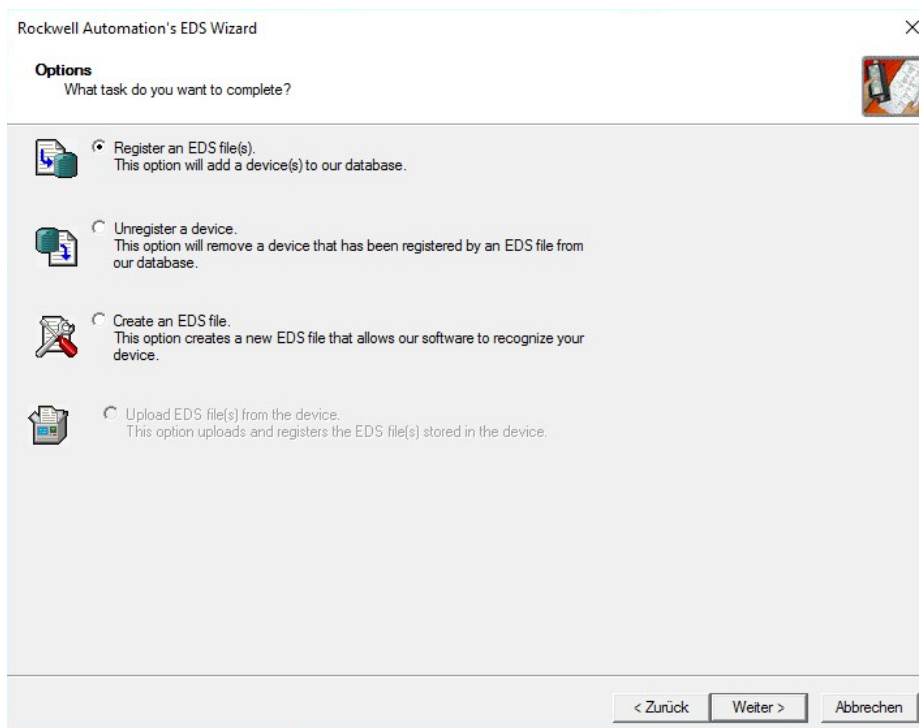 Rockwell Automation's EDS Wizard
Options
What task do you want to complete?
Register an EDS file(s).
This option will add a device(s) to our database.
Unregister a device.
This option will remove a device that has been registered by an EDS file from
our database.
Create an EDS file.
This option creates a new EDS file that allows our software to recognize your
device.
Upload EDS file(s) from the device.
This option uploads and registers the EDS file(s) stored in the device.
< Zurück Weiter > Abbrechen